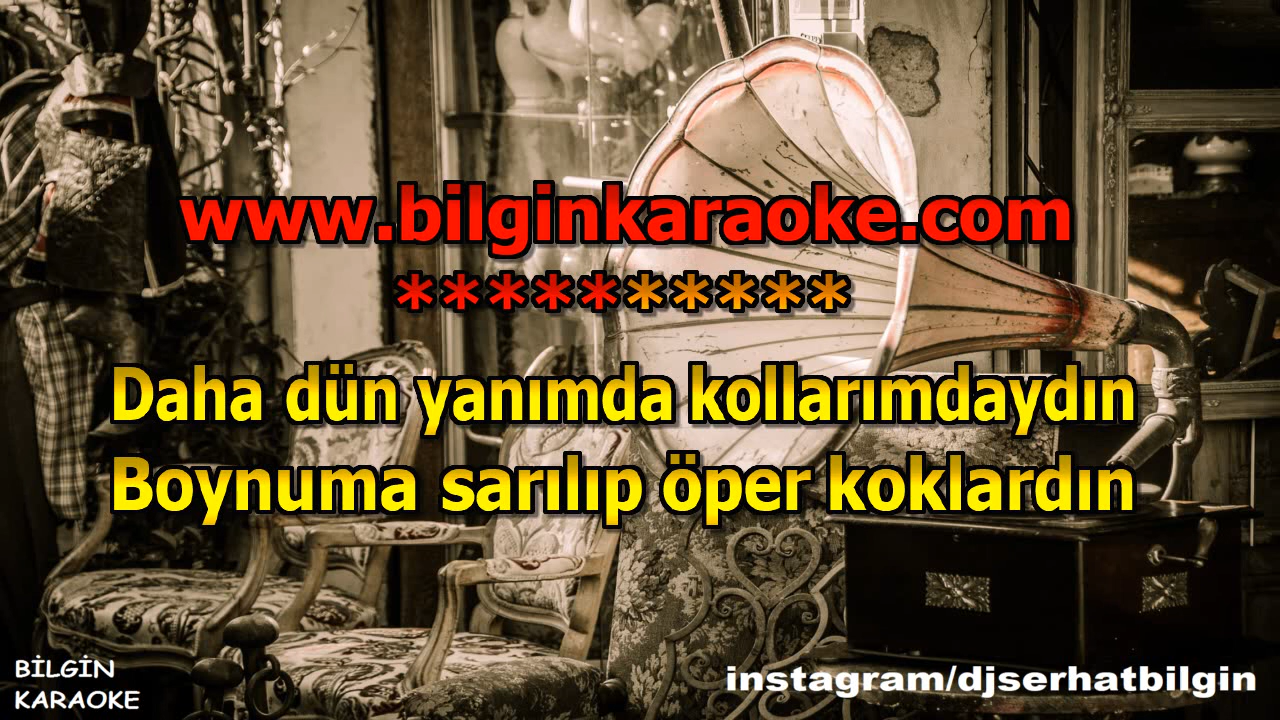 www.bilginkaraoke.com
**********
Daha dün yanımda kollarımdaydın
Boynuma sarılıp öper koklardın
BİLGİN
KARAOKE
instagram/djserhatbilgin